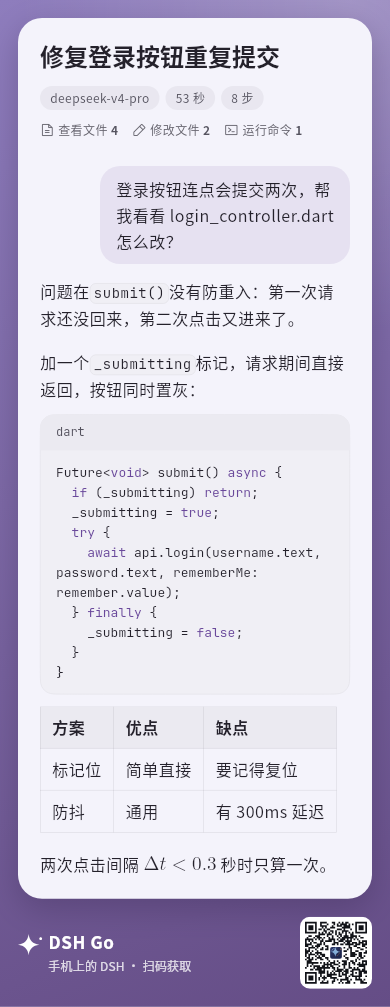 修复登录按钮重复提交
deepseek-v4-pro 53 秒 8 步
查看文件 4 修改文件 2 运行命令 1
登录按钮连点会提交两次，帮
我看看 login_controller.dart
怎么改？
问题在 submit() 没有防重入：第一次请
求还没回来，第二次点击又进来了。
加一个 _submitting 标记，请求期间直接
返回，按钮同时置灰：
dart
Future<void> submit() async {
  if (_submitting) return;
  _submitting = true;
  try {
    await api.login(username.text,
password.text, rememberMe:
remember.value);
  } finally {
    _submitting = false;
  }
}
方案 优点 缺点
标记位 简单直接 要记得复位
防抖 通用 有 300ms 延迟
两次点击间隔 Δt < 0.3 秒时只算一次。
DSH Go
手机上的 DSH · 扫码获取